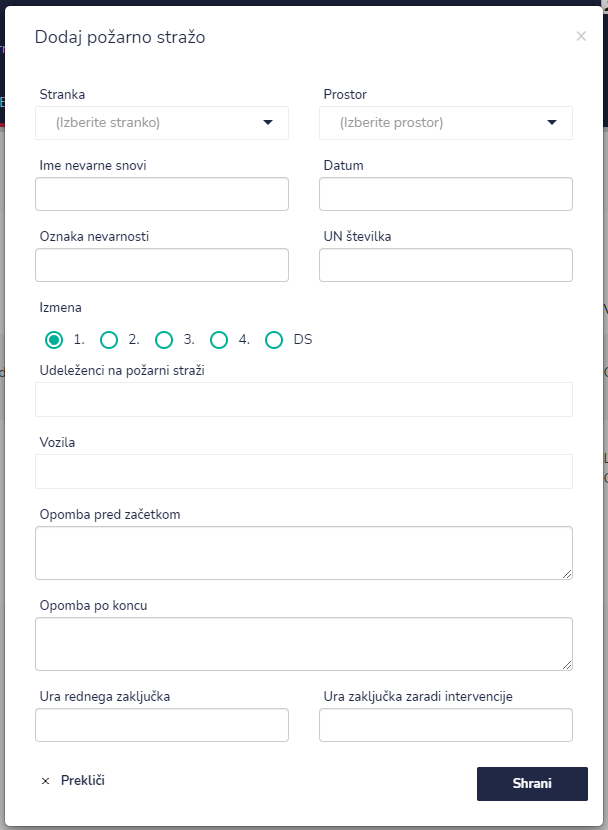 Dodaj požarno stražo
×
Stranka
Prostor
(Izberite stranko)
(Izberite prostor)
Ime nevarne snovi
Datum
Oznaka nevarnosti
UN številka
Izmena
1. 2. 3. 4. DS
Udeleženci na požarni straži
Vozila
Opomba pred začetkom
Opomba po koncu
Ura rednega zaključka
Ura zaključka zaradi intervencije
× Prekliči
Shrani